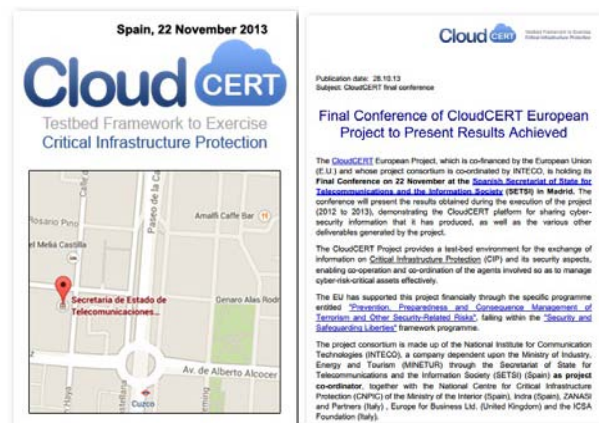 Spain, 22 November 2013
Cloud CERT
Testbed Framework to Exercise
Critical Infrastructure Protection
Calle d
Paseo de la Ca
Rosario Pino
Amalfi Caffe Bar
el Meliá Castilla
Secretaria de Estado de
Telecomunicaciones...
Genaro Alas Rodr
Av. de Alberto Alcocer
Cuzco
Cloud CERT
Testbed Framework to Exercise
Critical Infrastructure Protection
Publication date: 28.10.13
Subject: CloudCERT final conference
Final Conference of CloudCERT European
Project to Present Results Achieved
The CloudCERT European Project, which is co-financed by the European Union
(E.U.) and whose project consortium is co-ordinated by INTECO, is holding its
Final Conference on 22 November at the Spanish Secretariat of State for
Telecommunications and the Information Society (SETSI) in Madrid. The
conference will present the results obtained during the execution of the project
(2012 to 2013), demonstrating the CloudCERT platform for sharing cyber-
security information that it has produced, as well as the various other
deliverables generated by the project.
The CloudCERT Project provides a test-bed environment for the exchange of
information on Critical Infrastructure Protection (CIP) and its security aspects,
enabling co-operation and co-ordination of the agents involved so as to manage
cyber-risk-critical assets effectively.
The EU has supported this project financially through the specific programme
entitled "Prevention, Preparedness and Consequence Management of
Terrorism and Other Security-Related Risks", falling within the "Security and
Safeguarding Liberties" framework programme.
The project consortium is made up of the National Institute for Communication
Technologies (INTECO), a company dependent upon the Ministry of Industry,
Energy and Tourism (MINETUR) through the Secretariat of State for
Telecommunications and the Information Society (SETSI) (Spain) as project
co-ordinator, together with the National Centre for Critical Infrastructure
Protection (CNPIC) of the Ministry of the Interior (Spain), Indra (Spain), ZANASI
and Partners (Italy) , Europe for Business Ltd. (United Kingdom) and the ICSA
Foundation (Italy).